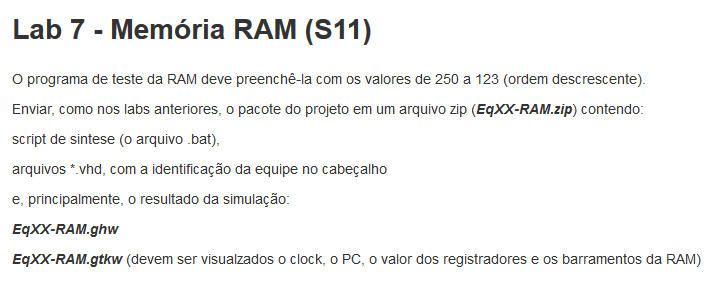 Lab 7 - Memória RAM (S11)
O programa de teste da RAM deve preenchê-la com os valores de 250 a 123 (ordem descrescente).
Enviar, como nos labs anteriores, o pacote do projeto em um arquivo zip (EqXX-RAM.zip) contendo:
script de sintese (o arquivo .bat),
arquivos *.vhd, com a identificação da equipe no cabeçalho
e, principalmente, o resultado da simulação:
EqXX-RAM.ghw
EqXX-RAM.gtkw (devem ser visualzados o clock, o PC, o valor dos registradores e os barramentos da RAM)